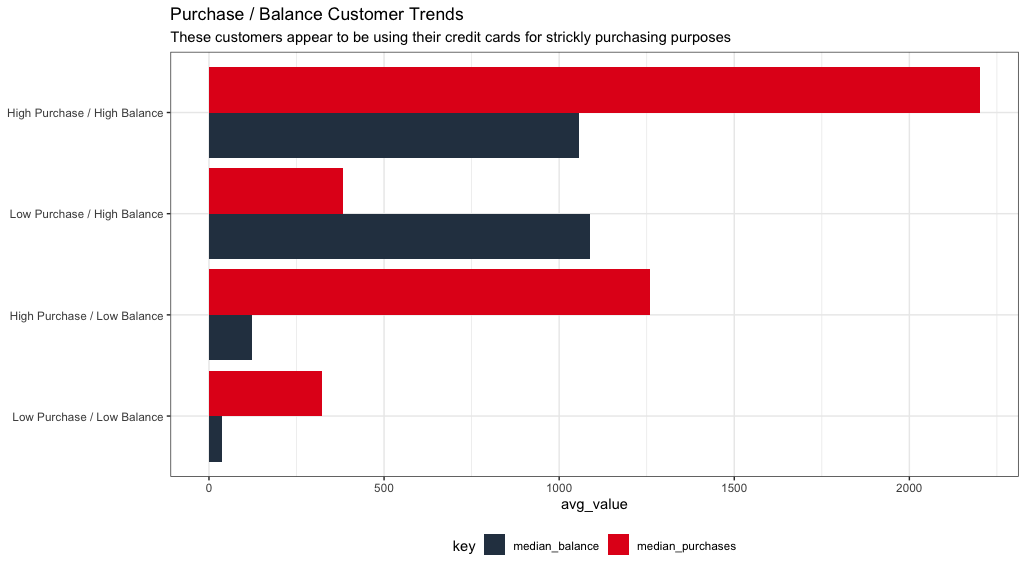 Purchase / Balance Customer Trends
These customers appear to be using their credit cards for strickly purchasing purposes
High Purchase / High Balance
Low Purchase / High Balance
High Purchase / Low Balance
Low Purchase / Low Balance
0 500 1000 1500 2000
avg_value
key median_balance median_purchases